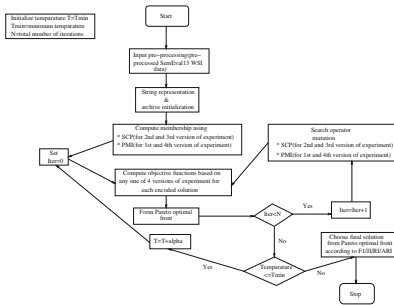 Initialize temparature T=Tmin
Tmin=minimum temparature
N=total number of iterations
Start
Input pre-processing(pre-
processed SemEval13 WSI
data)
String representation
&
archive initialization
Compute membership using
* SCP(for 2nd and 3rd version of experiment)
* PMI(for 1st and 4th version of experiment)
Search operator
mutation
* SCP(for 2nd and 3rd version of experiment)
* PMI(for 1st and 4th version of experiment)
Set
Iter=0
Compute objective functions based on
any one of 4 versions of experiment for
each encoded solution
Form Pareto optimal
front
Iter<N
Yes
Iter=Iter+1
No
T=T+alpha
Yes
Temparature
<=Tmin
No
Choose final solution
from Pareto optimal front
according to F1/JI/RI/ARI
Stop